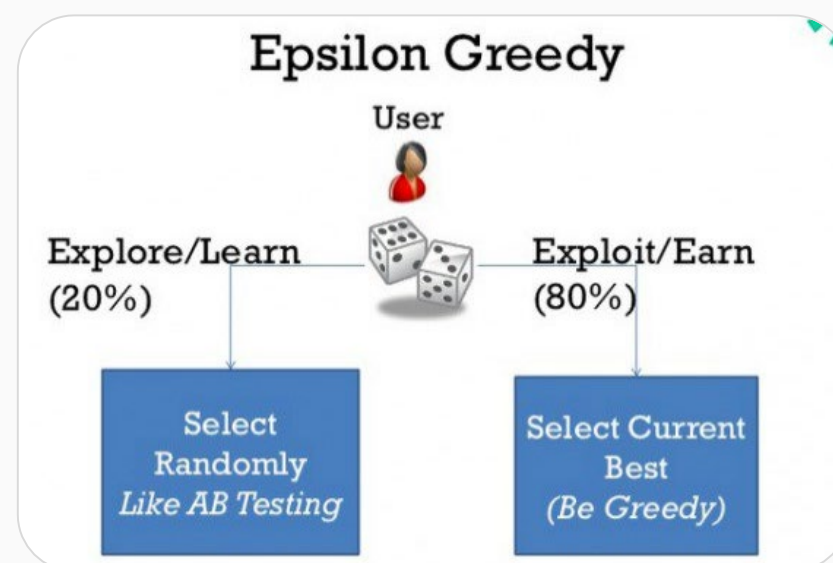 Epsilon Greedy
User
Explore/Learn
(20%)
Exploit/Earn
(80%)
Select
Randomly
Like AB Testing
Select Current
Best
(Be Greedy)